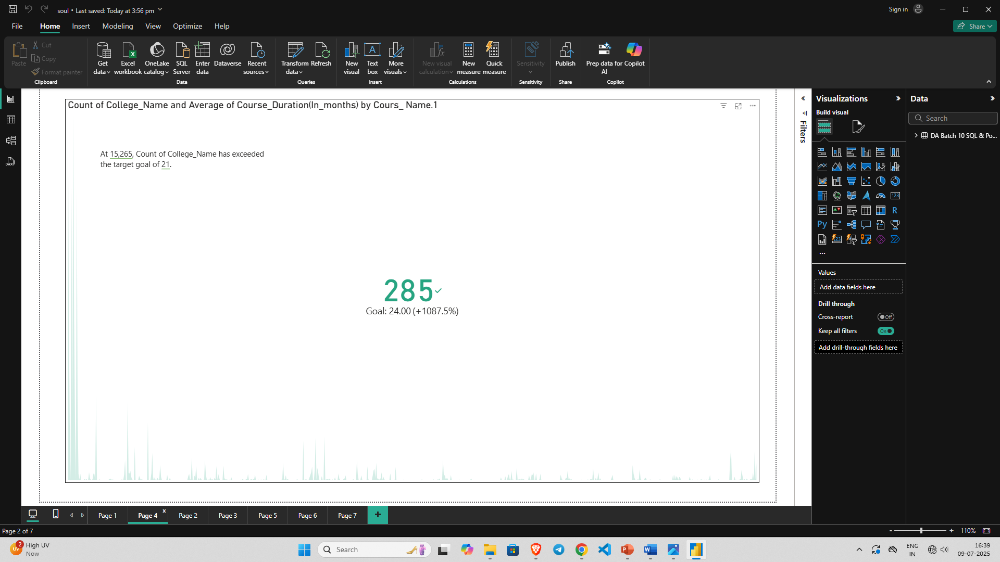 soul • Last saved: Today at 3:56 pm
Sign in
File Home Insert Modeling View Optimize Help
Share
Paste
Cut
Copy
Format painter
Clipboard
Get data
Excel workbook
OneLake catalog
SQL Server
Enter data
Dataverse
Recent sources
Data
Transform data
Refresh
Queries
New visual
Text box
More visuals
Insert
New visual calculation
New measure
Quick measure
Calculations
Sensitivity
Sensitivity
Publish
Share
Prep data for AI
Copilot
Copilot
Count of College_Name and Average of Course_Duration(In_months) by Cours_ Name.1
At 15,265, Count of College_Name has exceeded
the target goal of 21.
285
Goal: 24.00 (+1087.5%)
Filters
Visualizations
Build visual
R
Py
Values
Add data fields here
Drill through
Cross-report
Off
Keep all filters
On
Add drill-through fields here
Data
Search
DA Batch 10 SQL & Po...
Page 1
Page 4
x
Page 2
Page 3
Page 5
Page 6
Page 7
+
Page 2 of 7
- + 110%
2
UV
High UV
Now
Search
ENG
IN
16:39
09-07-2025